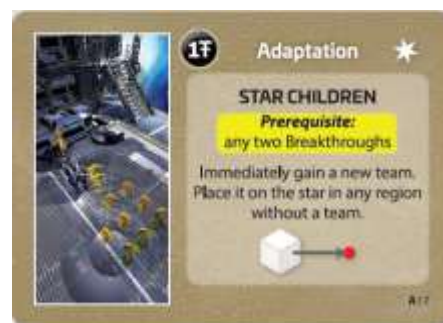 1Ŧ Adaptation
STAR CHILDREN
Prerequisite:
any two Breakthroughs
Immediately gain a new team.
Place it on the star in any region
without a team.